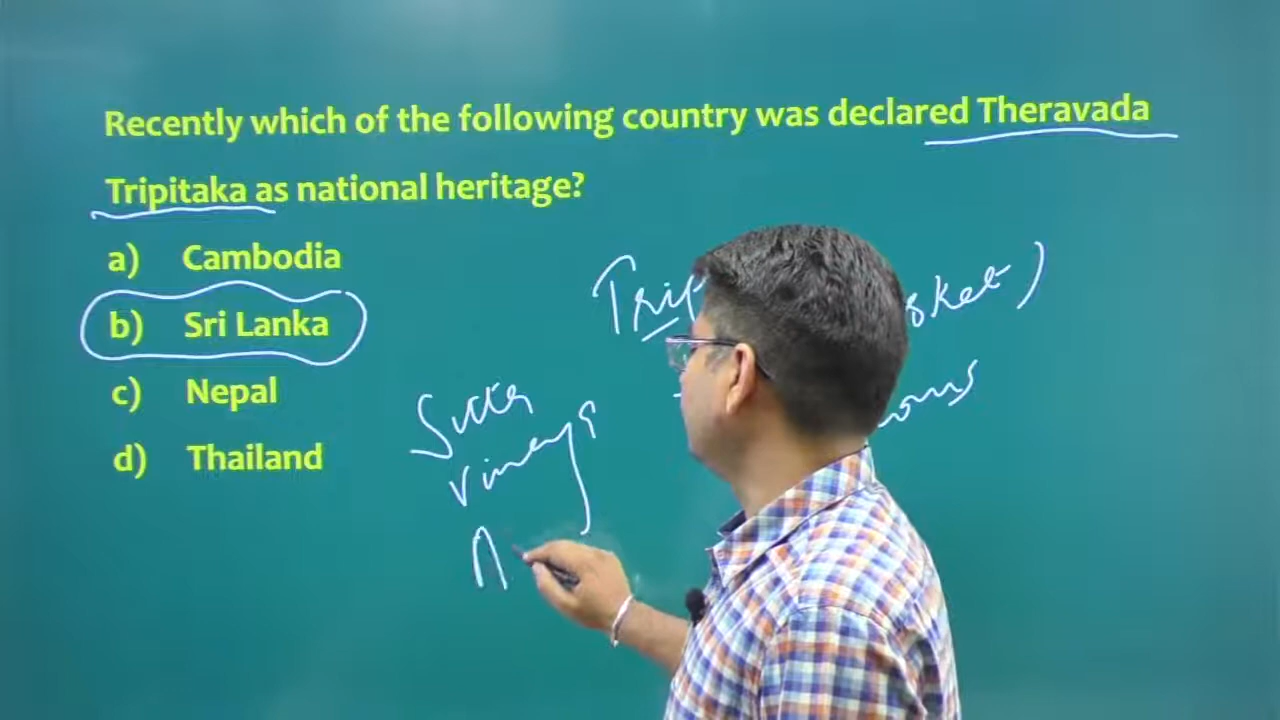 Recently which of the following country was declared Theravada
Tripitaka as national heritage?
a) Cambodia
b) Sri Lanka
c) Nepal
d) Thailand
Sutta
vinaya